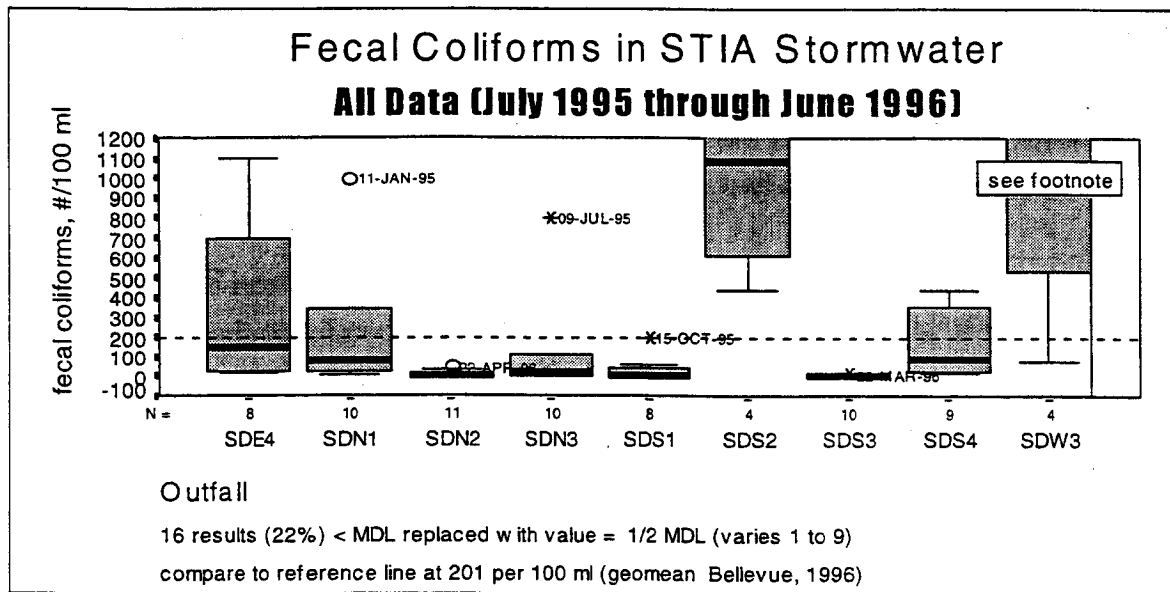 Fecal Coliforms in STIA Stormwater
All Data (July 1995 through June 1996)
fecal coliforms, #/100 ml
1200
1100
1000
900
800
700
600
500
400
300
200
100
0
-100
11-JAN-95
09-JUL-95
15-OCT-95
see footnote
N = 8 10 11 10 8 4 10 9 4
SDE4 SDN1 SDN2 SDN3 SDS1 SDS2 SDS3 SDS4 SDW3
Outfall
16 results (22%) < MDL replaced with value = 1/2 MDL (varies 1 to 9)
compare to reference line at 201 per 100 ml (geomean Bellevue, 1996)